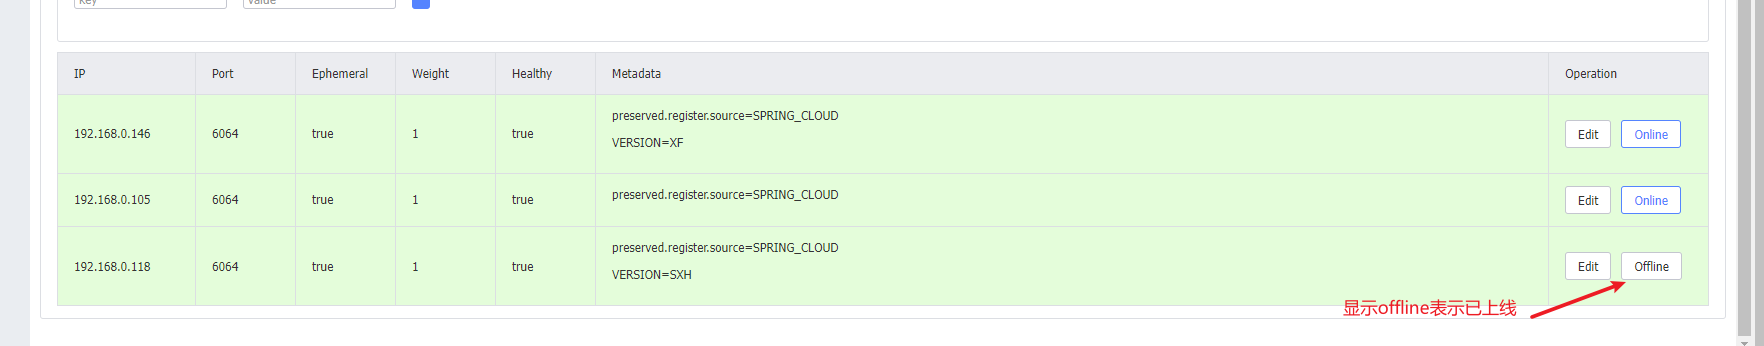 Key Value
IP Port Ephemeral Weight Healthy Metadata Operation
192.168.0.146 6064 true 1 true preserved.register.source=SPRING_CLOUD Edit Online
VERSION=XF
192.168.0.105 6064 true 1 true preserved.register.source=SPRING_CLOUD Edit Online
192.168.0.118 6064 true 1 true preserved.register.source=SPRING_CLOUD Edit Offline
VERSION=SXH
显示offline表示已上线